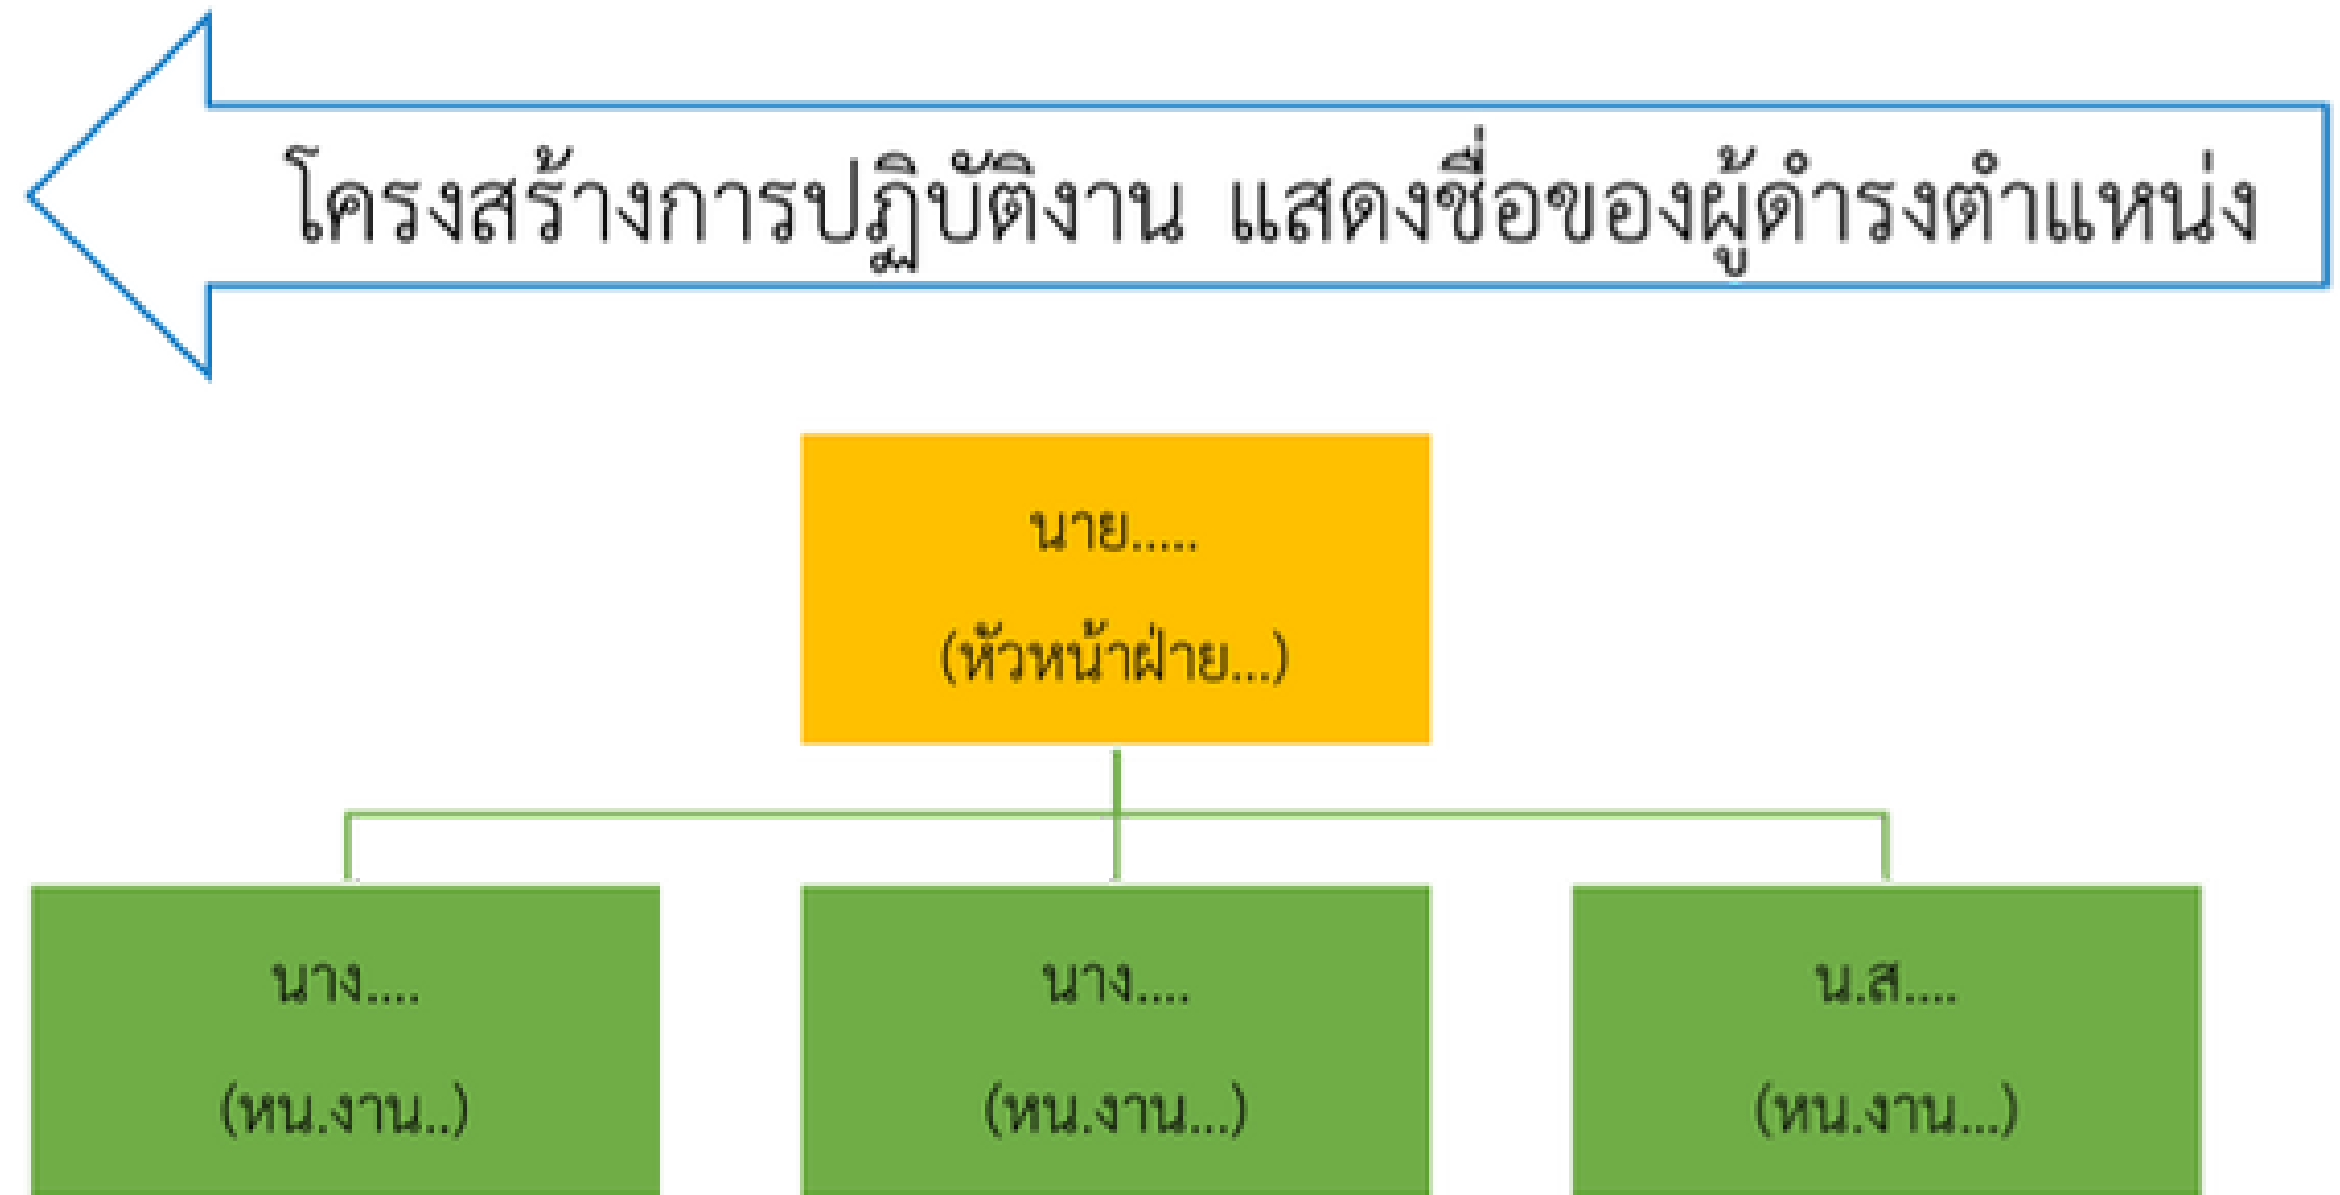 โครงสร้างการปฏิบัติงาน แสดงชื่อของผู้ดำรงตำแหน่ง
นาย.....
(หัวหน้าฝ่าย...)
นาง....
(หน.งาน..)
นาง....
(หน.งาน...)
น.ส....
(หน.งาน...)